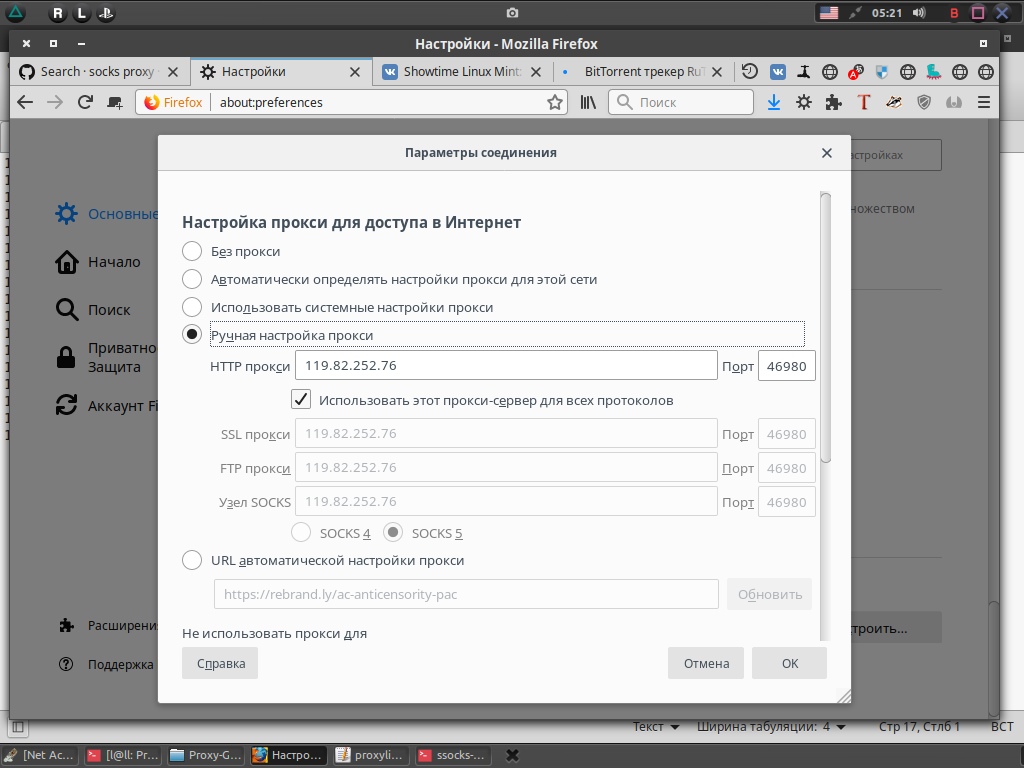 R L 05:21 B
Настройки - Mozilla Firefox
Search · socks proxy
Настройки
Showtime Linux Mint:
BitTorrent трекер RuT
Firefox about:preferences Поиск
Параметры соединения
астройках
Настройка прокси для доступа в Интернет
ножеством
Основные
Без прокси
Автоматически определять настройки прокси для этой сети
Начало
Использовать системные настройки прокси
Поиск
Ручная настройка прокси
Приватно
Защита
HTTP прокси 119.82.252.76 Порт 46980
Использовать этот прокси-сервер для всех протоколов
Аккаунт Fi
SSL прокси 119.82.252.76 Порт 46980
FTP прокси 119.82.252.76 Порт 46980
Узел SOCKS 119.82.252.76 Порт 46980
SOCKS 4 SOCKS 5
URL автоматической настройки прокси
https://rebrand.ly/ac-anticensority-pac Обновить
Расширени
Не использовать прокси для
троить...
Поддержка
Справка Отмена OK
Текст Ширина табуляции: 4 Стр 17, Стлб 1 ВСТ
[Net Ac... [l@ll: Pr... Proxy-G... Настро... proxyli... ssocks-...